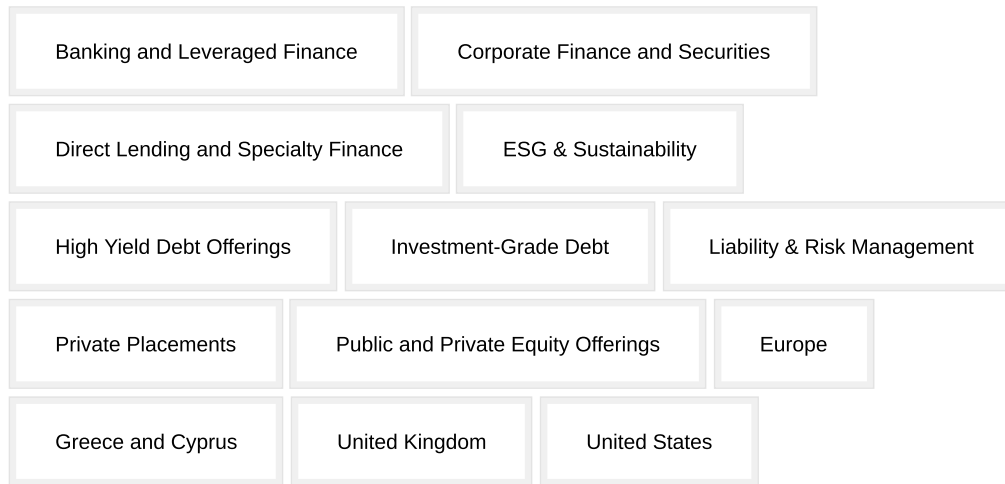 Banking and Leveraged Finance
Corporate Finance and Securities
Direct Lending and Specialty Finance
ESG & Sustainability
High Yield Debt Offerings
Investment-Grade Debt
Liability & Risk Management
Private Placements
Public and Private Equity Offerings
Europe
Greece and Cyprus
United Kingdom
United States